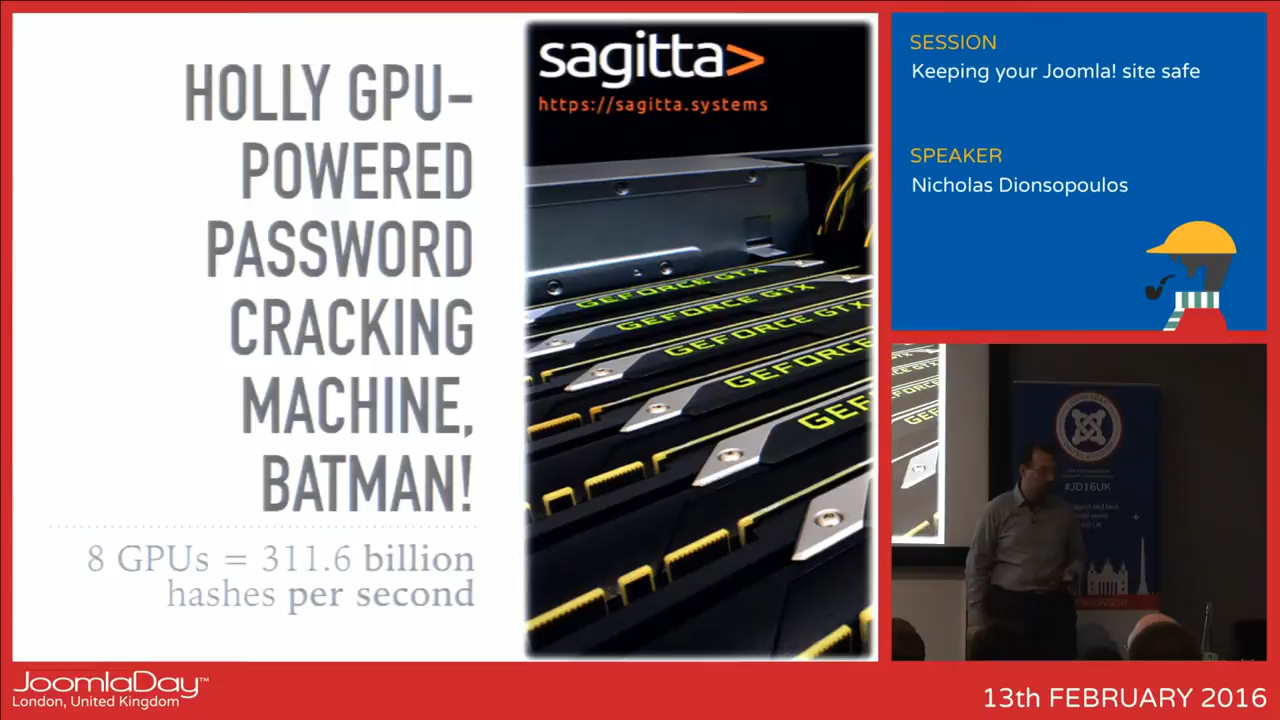 HOLLY GPU-
POWERED
PASSWORD
CRACKING
MACHINE,
BATMAN!
8 GPUs = 311.6 billion
hashes per second
sagitta>
https://sagitta.systems
GEFORCE GTX
GEFORCE GTX
GEFORCE GTX
GEFORCE
GEF
SESSION
Keeping your Joomla! site safe
SPEAKER
Nicholas Dionsopoulos
#JD16UK
JoomlaDay™
London, United Kingdom
13th FEBRUARY 2016